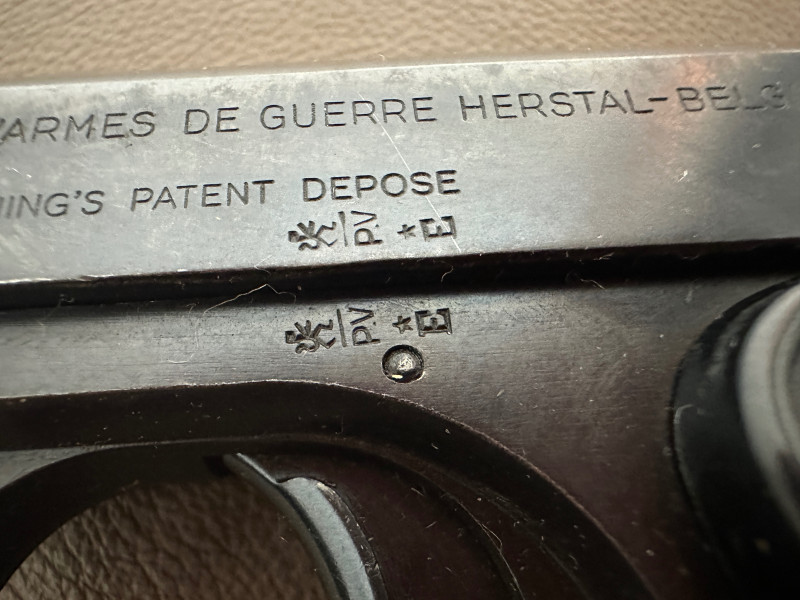 'ARMES DE GUERRE HERSTAL-BELG
ING'S PATENT DEPOSE
PV *E
PV *E